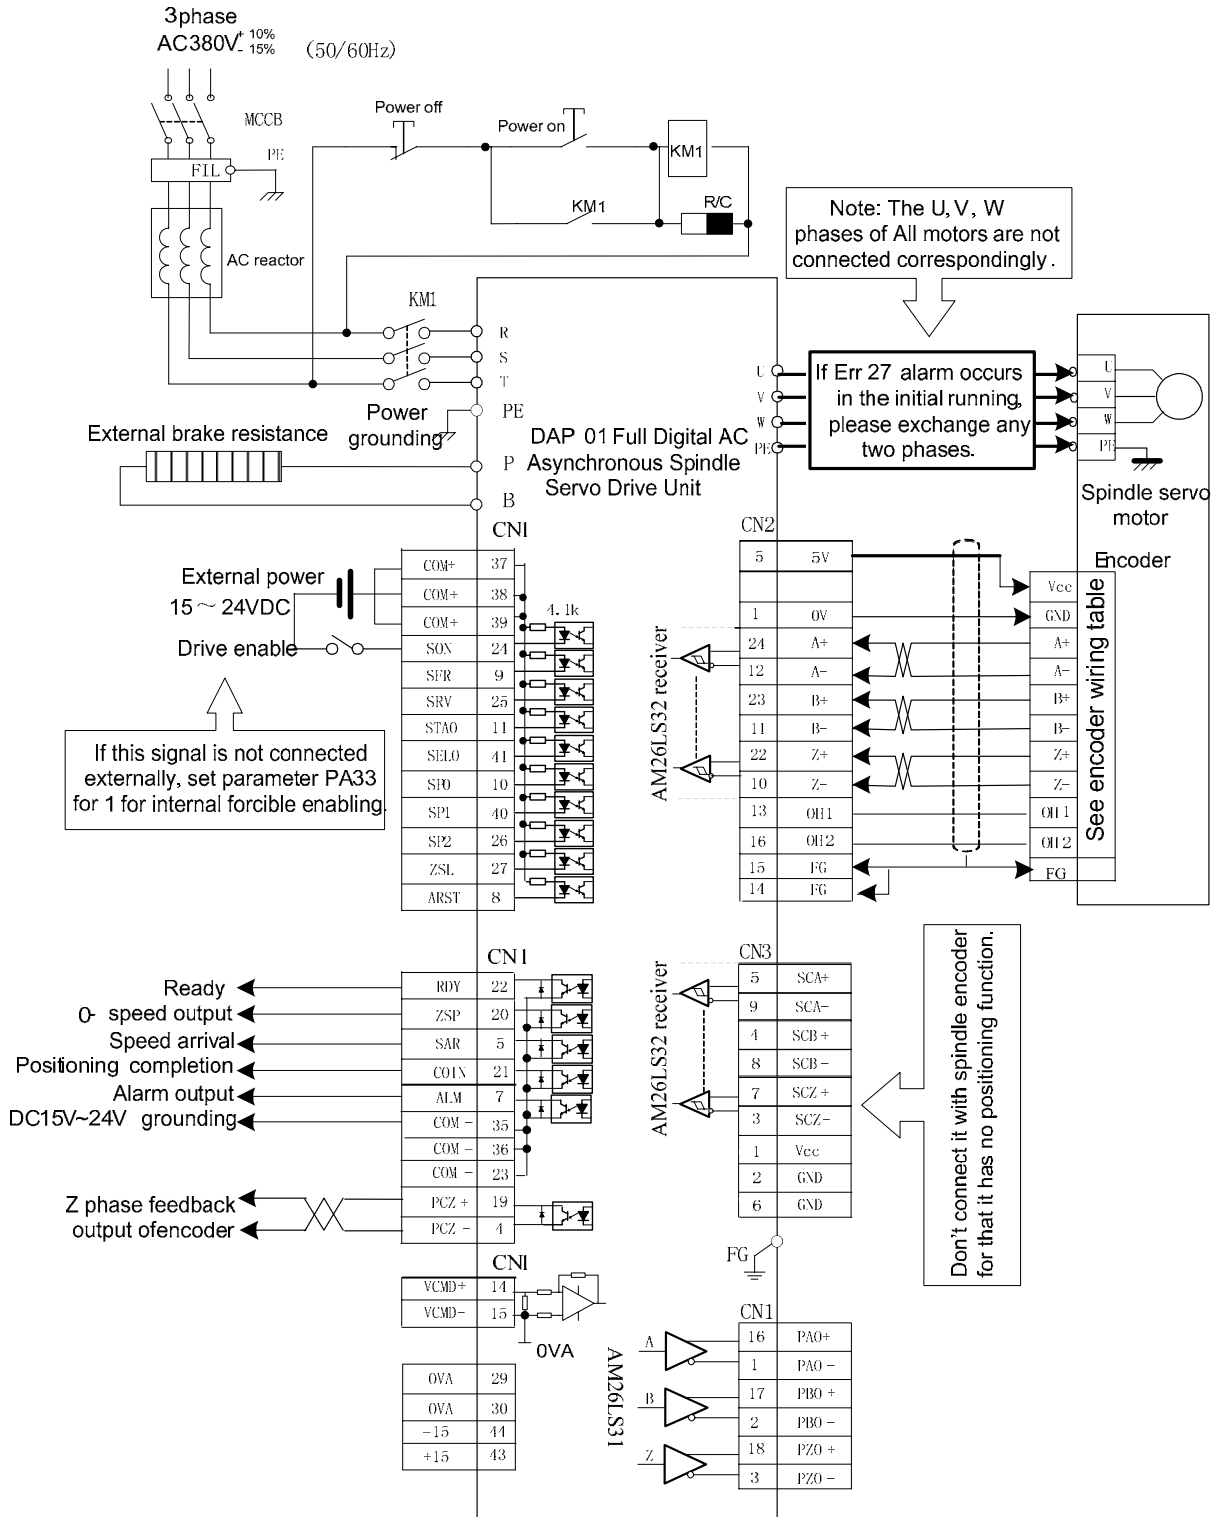 3phase
AC380V + 10% - 15%
(50/60Hz)
MCCB
PE
FIL
AC reactor
Power off
Power on
KM1
KM1
R/C
KM1
Note: The U, V, W
phases of All motors are not
connected correspondingly.
R
S
T
PE
P
B
Power
grounding
External brake resistance
DAP 01 Full Digital AC
Asynchronous Spindle
Servo Drive Unit
U
V
W
PE
If Err 27 alarm occurs
in the initial running,
please exchange any
two phases.
U
V
W
PE
Spindle servo
motor
Encoder
CN1
COM+ 37
COM+ 38
COM+ 39
SON 24
SFR 9
SRV 25
STAO 11
SELO 41
SP0 10
SP1 40
SP2 26
ZSL 27
ARST 8
4.1k
External power
15～24VDC
Drive enable
If this signal is not connected
externally, set parameter PA33
for 1 for internal forcible enabling.
CN2
5 5V
1 0V
24 A+
12 A-
23 B+
11 B-
22 Z+
10 Z-
13 OH1
16 OH2
15 FG
14 FG
AM26LS32 receiver
Vcc
GND
A+
A-
B+
B-
Z+
Z-
OH1
OH2
FG
See encoder wiring table
CN1
RDY 22
ZSP 20
SAR 5
COIN 21
ALM 7
COM - 35
COM - 36
COM - 23
PCZ + 19
PCZ - 4
Ready
0- speed output
Speed arrival
Positioning completion
Alarm output
DC15V~24V grounding
Z phase feedback
output ofencoder
CN3
5 SCA+
9 SCA-
4 SCB+
8 SCB-
7 SCZ+
3 SCZ-
1 Vcc
2 GND
6 GND
AM26LS32 receiver
Don't connect it with spindle encoder
for that it has no positioning function.
FG
CN1
VCMD+ 14
VCMD- 15
0VA
0VA 29
0VA 30
-15 44
+15 43
CN1
16 PAO+
1 PAO-
17 PBO+
2 PBO-
18 PZO+
3 PZO-
A
B
Z
AM26LS31